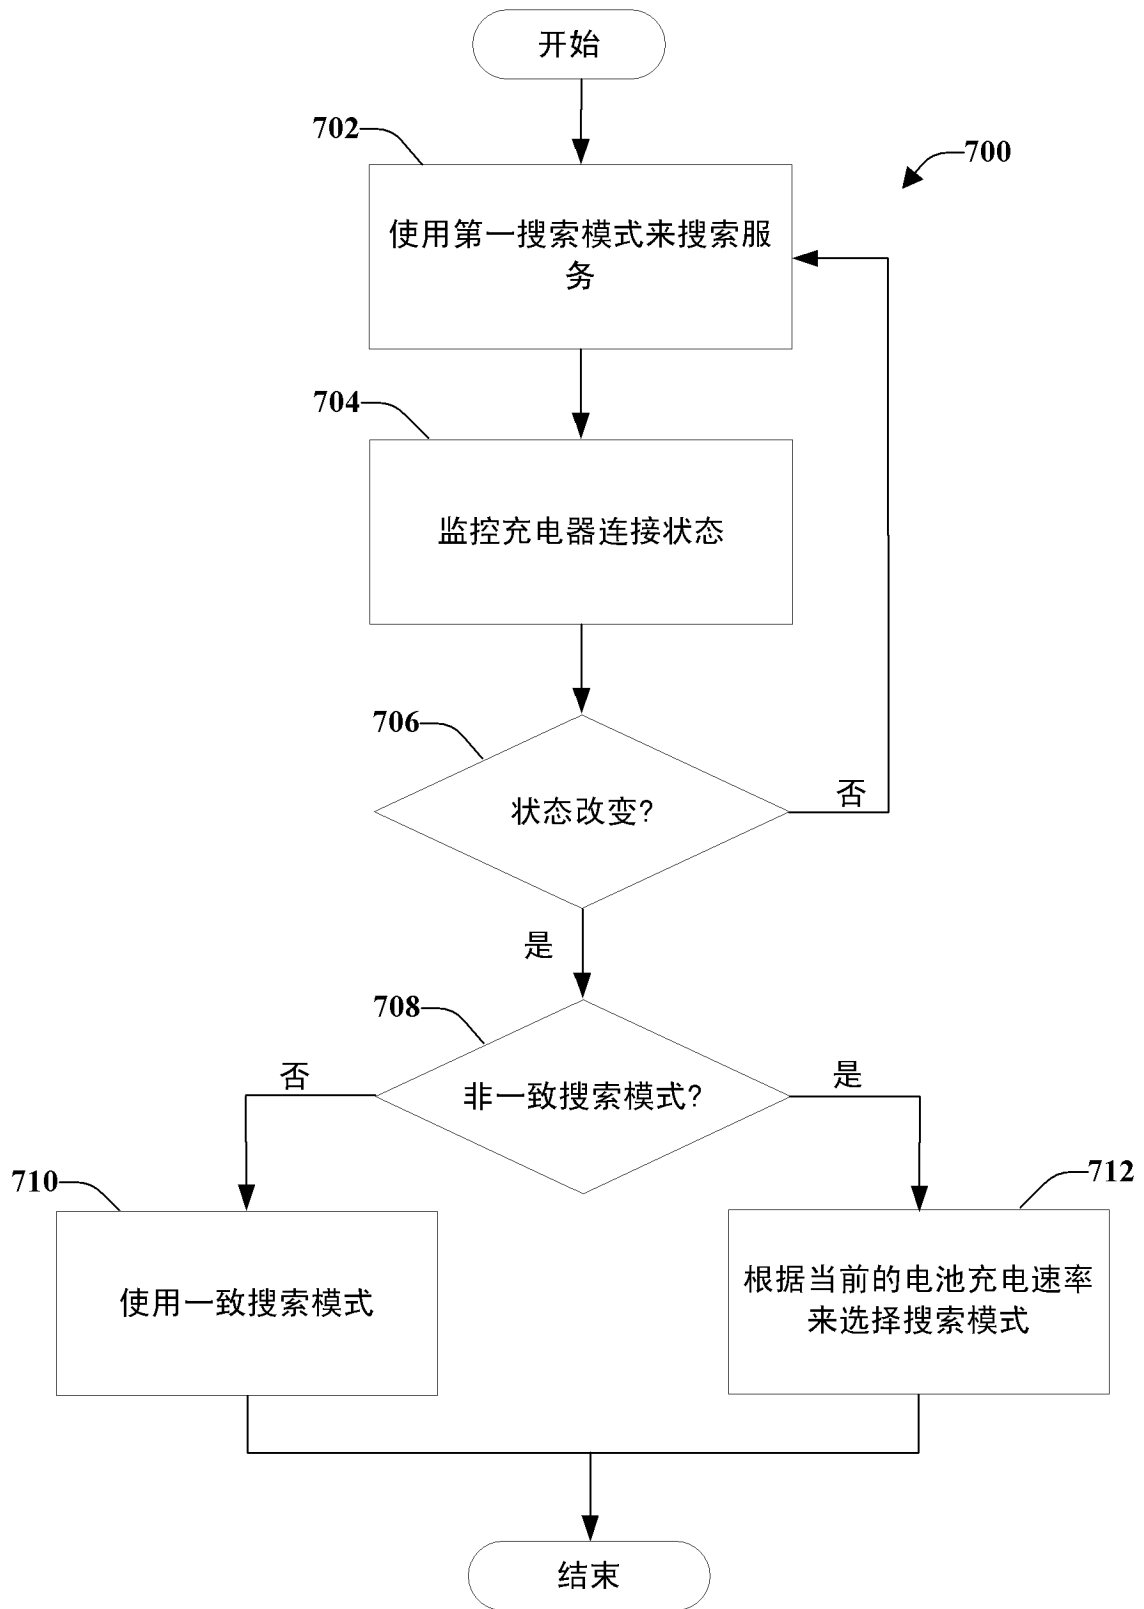 开始
702
700
使用第一搜索模式来搜索服
务
704
监控充电器连接状态
706
状态改变?
否
是
708
非一致搜索模式?
否
是
710
712
使用一致搜索模式
根据当前的电池充电速率
来选择搜索模式
结束